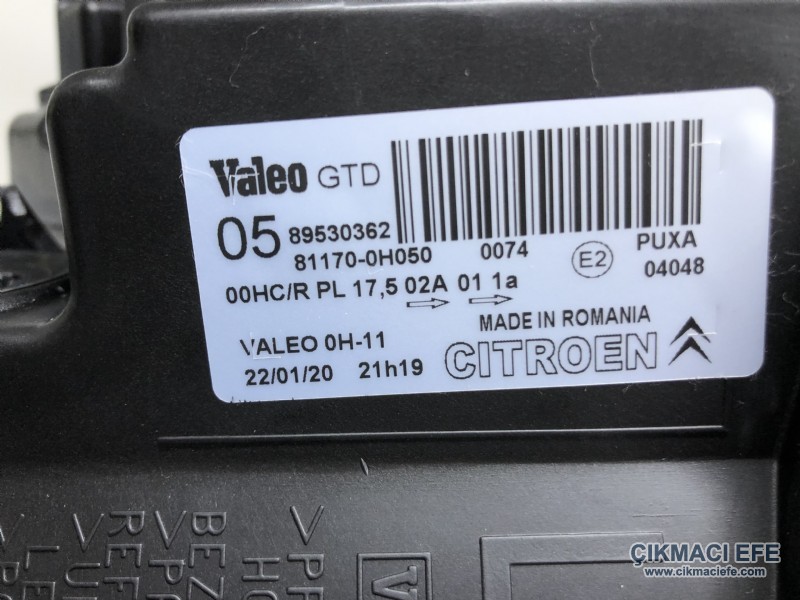 Valeo GTD
05 89530362
81170-0H050 0074 E2 PUXA
04048
00HC/R PL 17,5 02A 01 1a
MADE IN ROMANIA
VALEO 0H-11
CITROEN
22/01/20 21h19
ÇIKMACI EFE
www.cikmaciefe.com